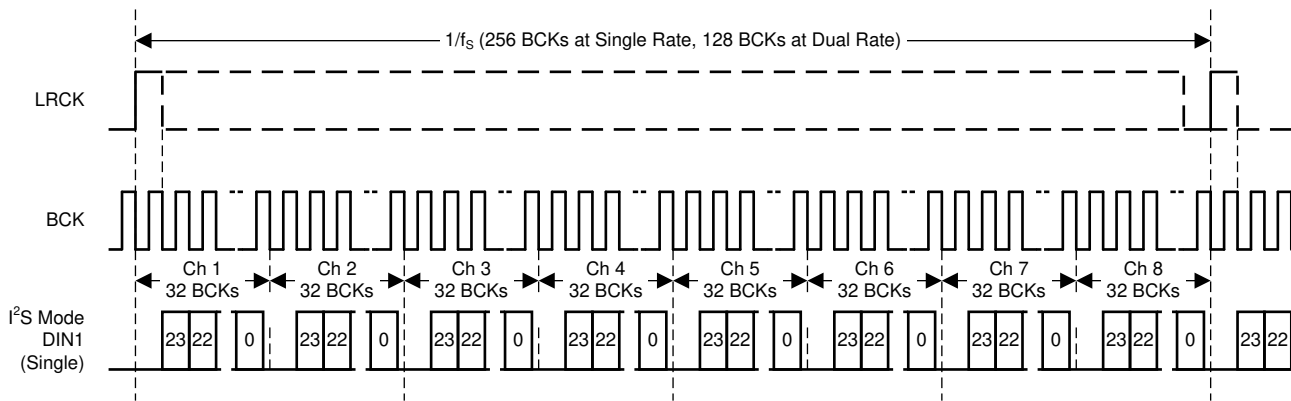 1/fS (256 BCKs at Single Rate, 128 BCKs at Dual Rate)
LRCK
BCK
Ch 1 Ch 2 Ch 3 Ch 4 Ch 5 Ch 6 Ch 7 Ch 8
32 BCKs 32 BCKs 32 BCKs 32 BCKs 32 BCKs 32 BCKs 32 BCKs 32 BCKs
I²S Mode
DIN1
(Single)
23 22 0 23 22 0 23 22 0 23 22 0 23 22 0 23 22 0 23 22 0 23 22 0 23 22